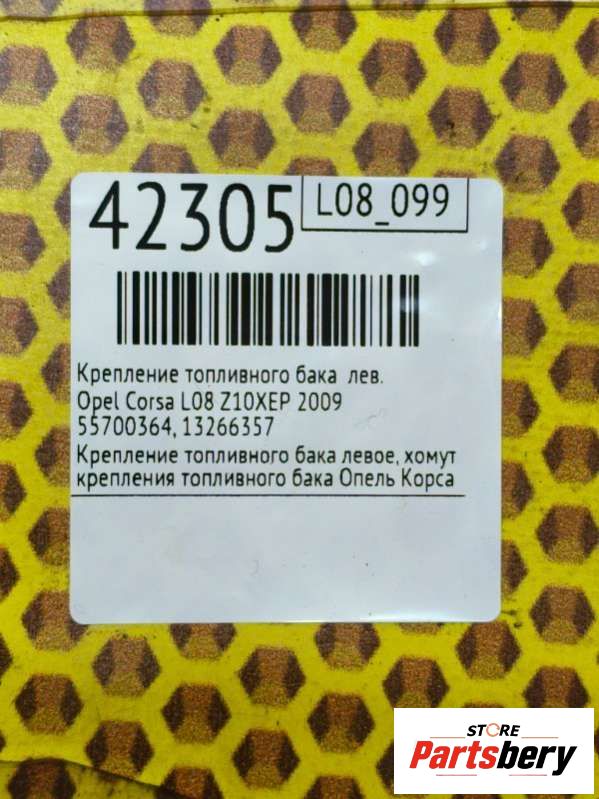 42305
L08_099
Крепление топливного бака лев.
Opel Corsa L08 Z10XEP 2009
55700364, 13266357
Крепление топливного бака левое, хомут
крепления топливного бака Опель Корса
STORE
Partsbery